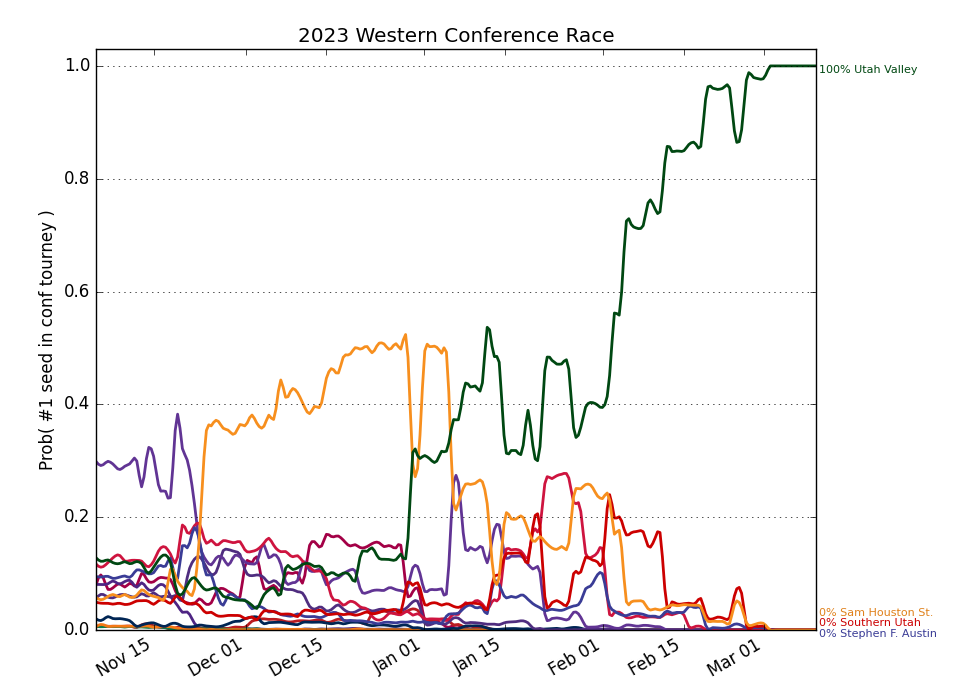 2023 Western Conference Race
Prob( #1 seed in conf tourney )
1.0
0.8
0.6
0.4
0.2
0.0
Nov 15
Dec 01
Dec 15
Jan 01
Jan 15
Feb 01
Feb 15
Mar 01
100% Utah Valley
0% Sam Houston St.
0% Southern Utah
0% Stephen F. Austin